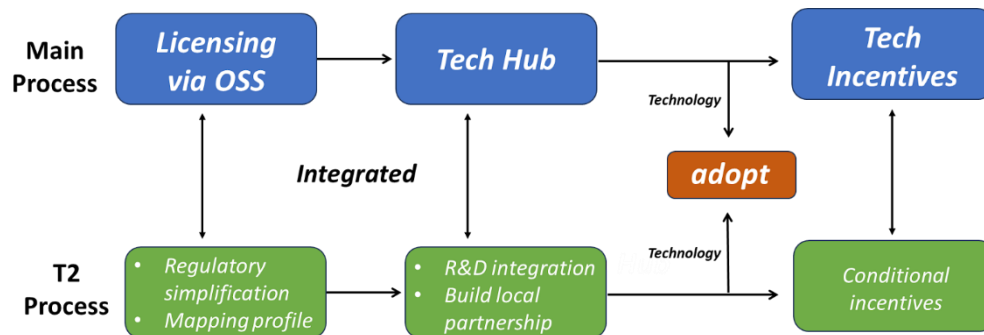 Main
Process
Licensing
via OSS
Tech Hub
Tech
Incentives
Technology
Integrated
adopt
Technology
T2
Process
• Regulatory
simplification
• Mapping profile
• R&D integration
• Build local
partnership
Conditional
incentives